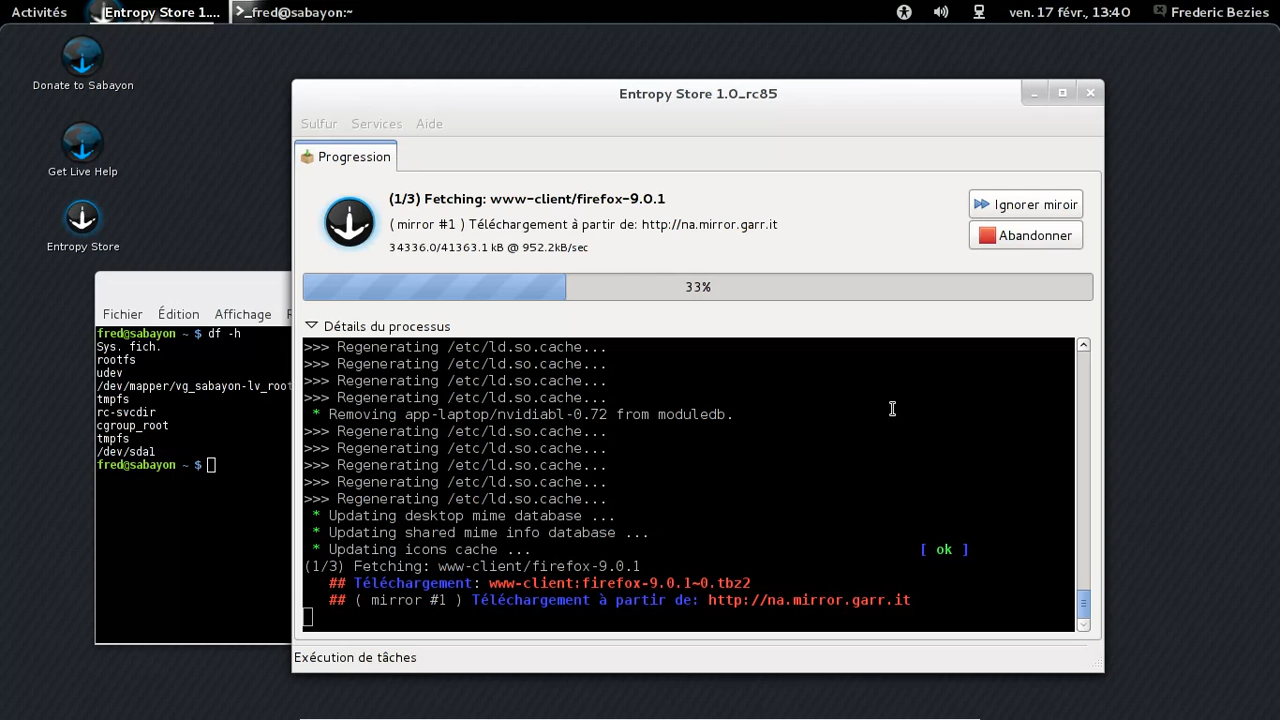 Activités
Entropy Store 1....
fred@sabayon:~
ven. 17 févr., 13:40
Frederic Bezies
Donate to Sabayon
Get Live Help
Entropy Store
Fichier Édition Affichage
fred@sabayon ~ $ df -h
Sys. fich.
rootfs
udev
/dev/mapper/vg_sabayon-lv_root
tmpfs
rc-svcdir
cgroup_root
tmpfs
/dev/sda1
fred@sabayon ~ $
Entropy Store 1.0_rc85
Sulfur Services Aide
Progression
(1/3) Fetching: www-client/firefox-9.0.1
( mirror #1 ) Téléchargement à partir de: http://na.mirror.garr.it
34336.0/41363.1 kB @ 952.2kB/sec
Ignorer miroir
Abandonner
33%
Détails du processus
>>> Regenerating /etc/ld.so.cache...
>>> Regenerating /etc/ld.so.cache...
>>> Regenerating /etc/ld.so.cache...
>>> Regenerating /etc/ld.so.cache...
* Removing app-laptop/nvidiabl-0.72 from moduledb.
>>> Regenerating /etc/ld.so.cache...
>>> Regenerating /etc/ld.so.cache...
>>> Regenerating /etc/ld.so.cache...
>>> Regenerating /etc/ld.so.cache...
>>> Regenerating /etc/ld.so.cache...
* Updating desktop mime database ...
* Updating shared mime info database ...
* Updating icons cache ... [ ok ]
(1/3) Fetching: www-client/firefox-9.0.1
## Téléchargement: www-client:firefox-9.0.1~0.tbz2
## ( mirror #1 ) Téléchargement à partir de: http://na.mirror.garr.it
Exécution de tâches